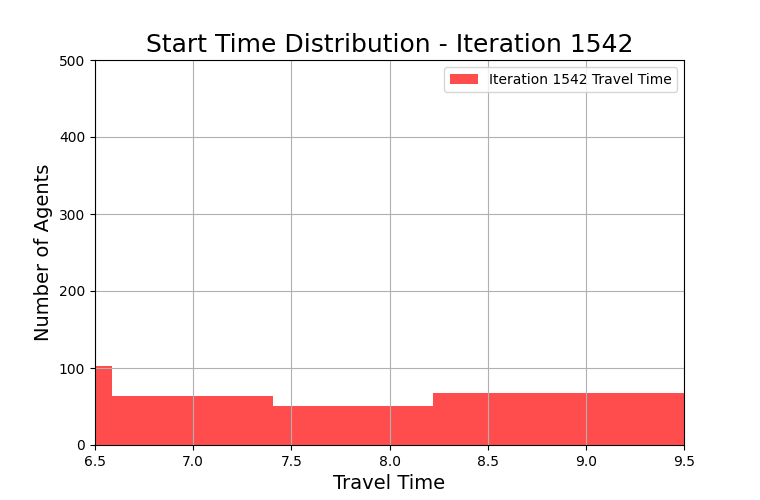 Start Time Distribution - Iteration 1542
Iteration 1542 Travel Time
Number of Agents
500
400
300
200
100
0
6.5 7.0 7.5 8.0 8.5 9.0 9.5
Travel Time